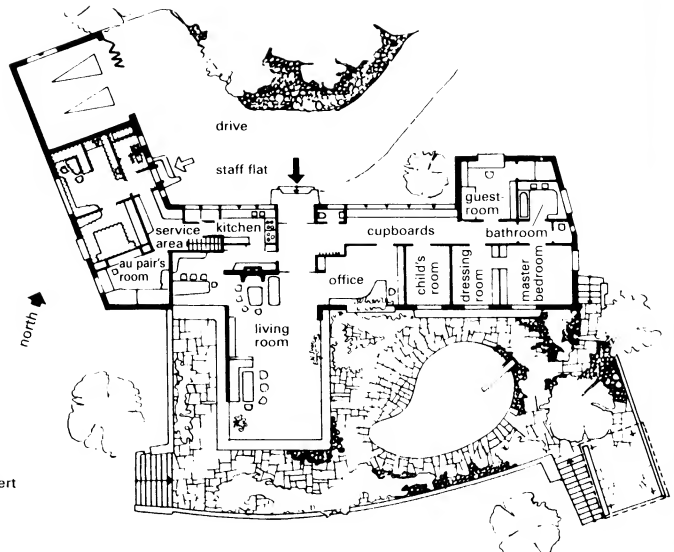 drive
staff flat
guest-
room
kitchen
cupboards
bathroom
service
area
au pair's
room
office
child's
room
dressing
room
master
bedroom
living
room
north
ert